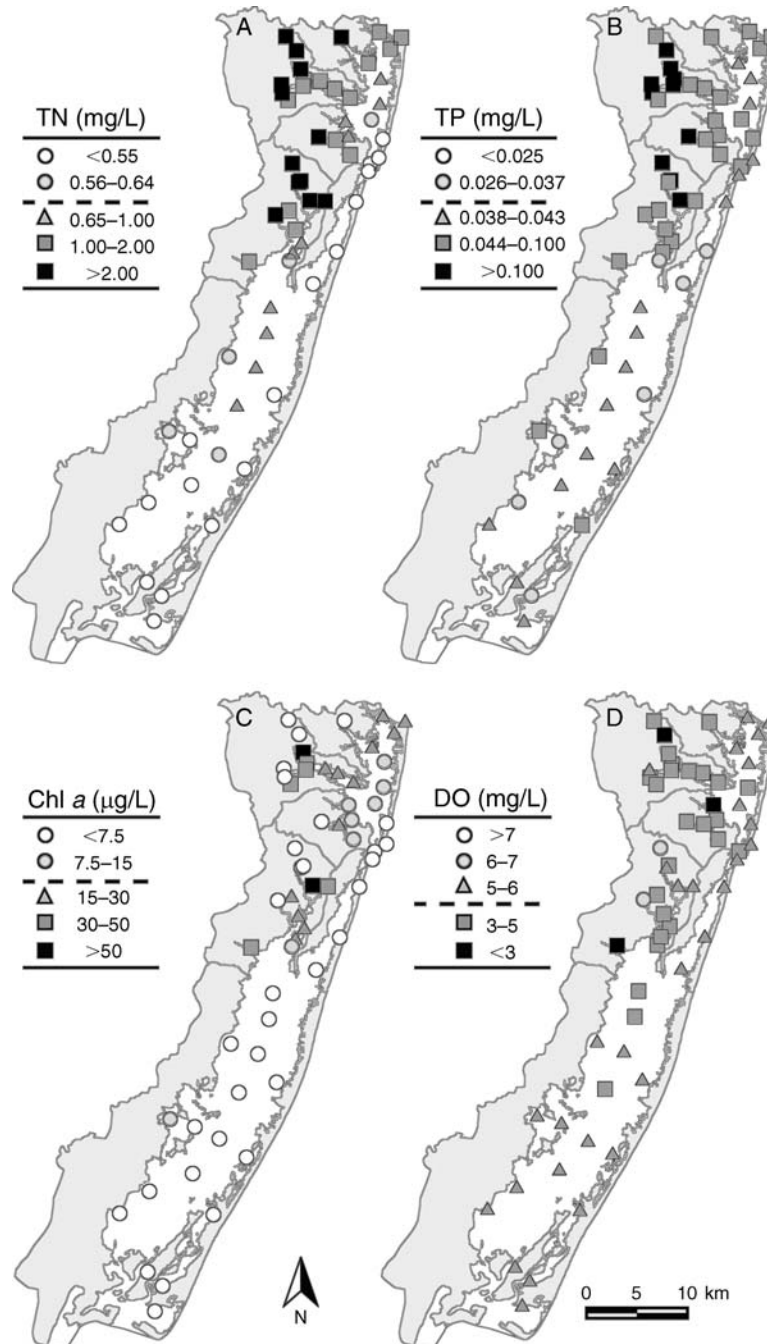 A
TN (mg/L)
<0.55
0.56–0.64
0.65–1.00
1.00–2.00
>2.00
B
TP (mg/L)
<0.025
0.026–0.037
0.038–0.043
0.044–0.100
>0.100
C
Chl a (μg/L)
<7.5
7.5–15
15–30
30–50
>50
N
D
DO (mg/L)
>7
6–7
5–6
3–5
<3
0 5 10 km